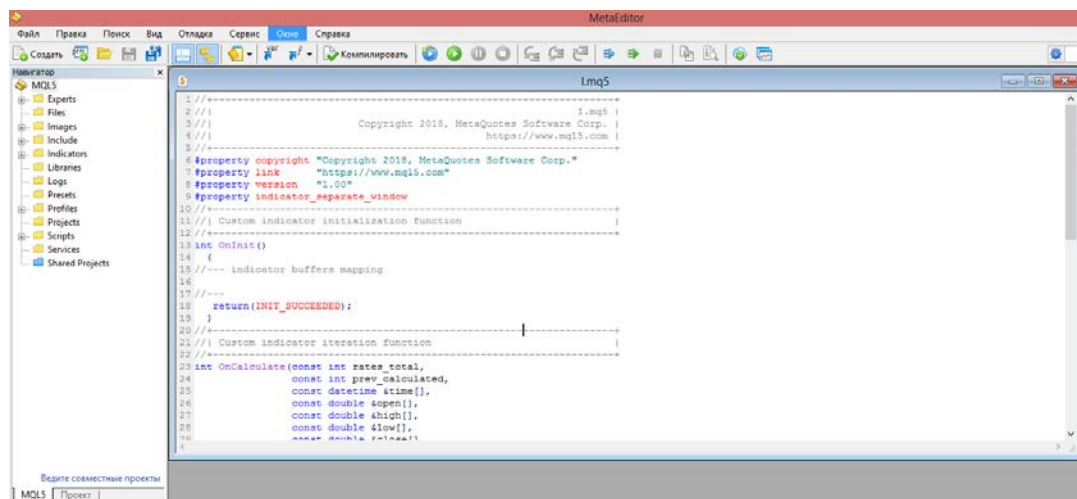 MetaEditor
Файл Правка Поиск Вид Отладка Сервис Окно Справка
Создать var Компилировать
Навигатор
MQL5
Experts
Files
Images
Include
Indicators
Libraries
Logs
Presets
Profiles
Projects
Scripts
Services
Shared Projects
Ведите совместные проекты
MQL5 Проект
I.mq5
1 //+------------------------------------------------------------------+
2 //| I.mq5 |
3 //| Copyright 2018, MetaQuotes Software Corp. |
4 //| https://www.mql5.com |
5 //+------------------------------------------------------------------+
6 #property copyright "Copyright 2018, MetaQuotes Software Corp."
7 #property link "https://www.mql5.com"
8 #property version "1.00"
9 #property indicator_separate_window
10 //+------------------------------------------------------------------+
11 //| Custom indicator initialization function |
12 //+------------------------------------------------------------------+
13 int OnInit()
14 {
15 //--- indicator buffers mapping
16
17 //---
18 return(INIT_SUCCEEDED);
19 }
20 //+------------------------------------------------------------------+
21 //| Custom indicator iteration function |
22 //+------------------------------------------------------------------+
23 int OnCalculate(const int rates_total,
24 const int prev_calculated,
25 const datetime &time[],
26 const double &open[],
27 const double &high[],
28 const double &low[],
29 const double &close[]